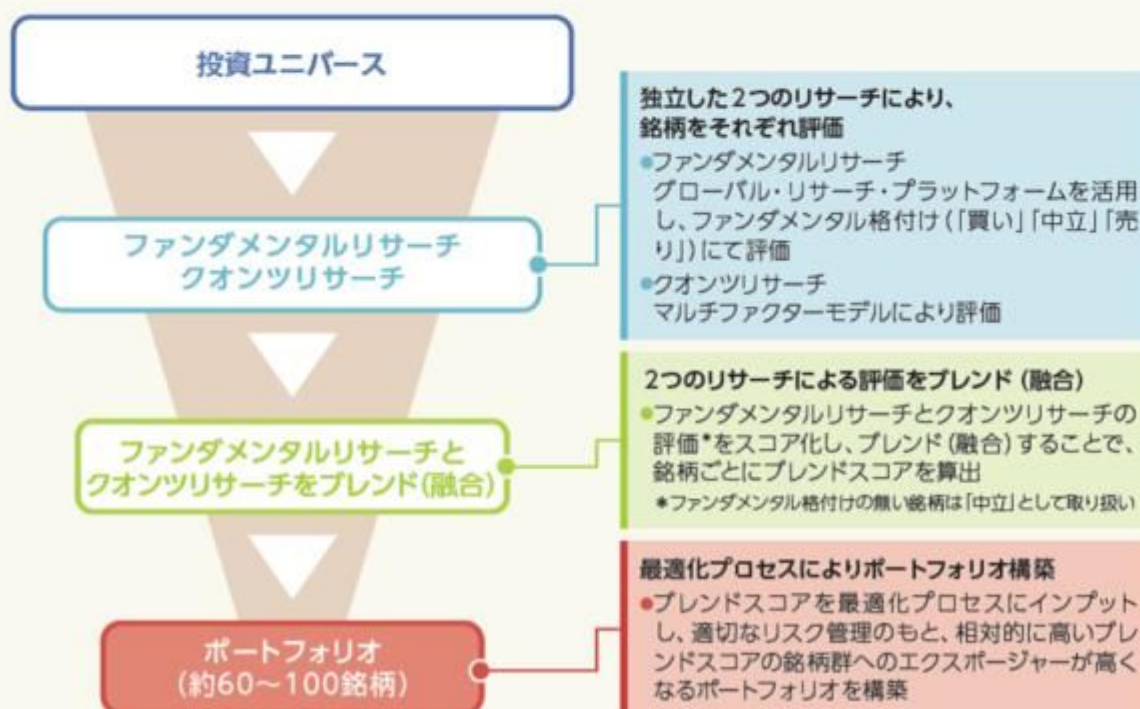 投資ユニバース
ファンダメンタルリサーチ
クオンツリサーチ
ファンダメンタルリサーチと
クオンツリサーチをブレンド(融合)
ポートフォリオ
(約60～100銘柄)
独立した2つのリサーチにより、
銘柄をそれぞれ評価
●ファンダメンタルリサーチ
グローバル・リサーチ・プラットフォームを活用
し、ファンダメンタル格付け(「買い」「中立」「売
り」)にて評価
●クオンツリサーチ
マルチファクターモデルにより評価
2つのリサーチによる評価をブレンド(融合)
●ファンダメンタルリサーチとクオンツリサーチの
評価*をスコア化し、ブレンド(融合)することで、
銘柄ごとにブレンドスコアを算出
*ファンダメンタル格付けの無い銘柄は「中立」として取り扱い
最適化プロセスによりポートフォリオ構築
●ブレンドスコアを最適化プロセスにインプット
し、適切なリスク管理のもと、相対的に高いブレ
ンドスコアの銘柄群へのエクスポージャーが高く
なるポートフォリオを構築